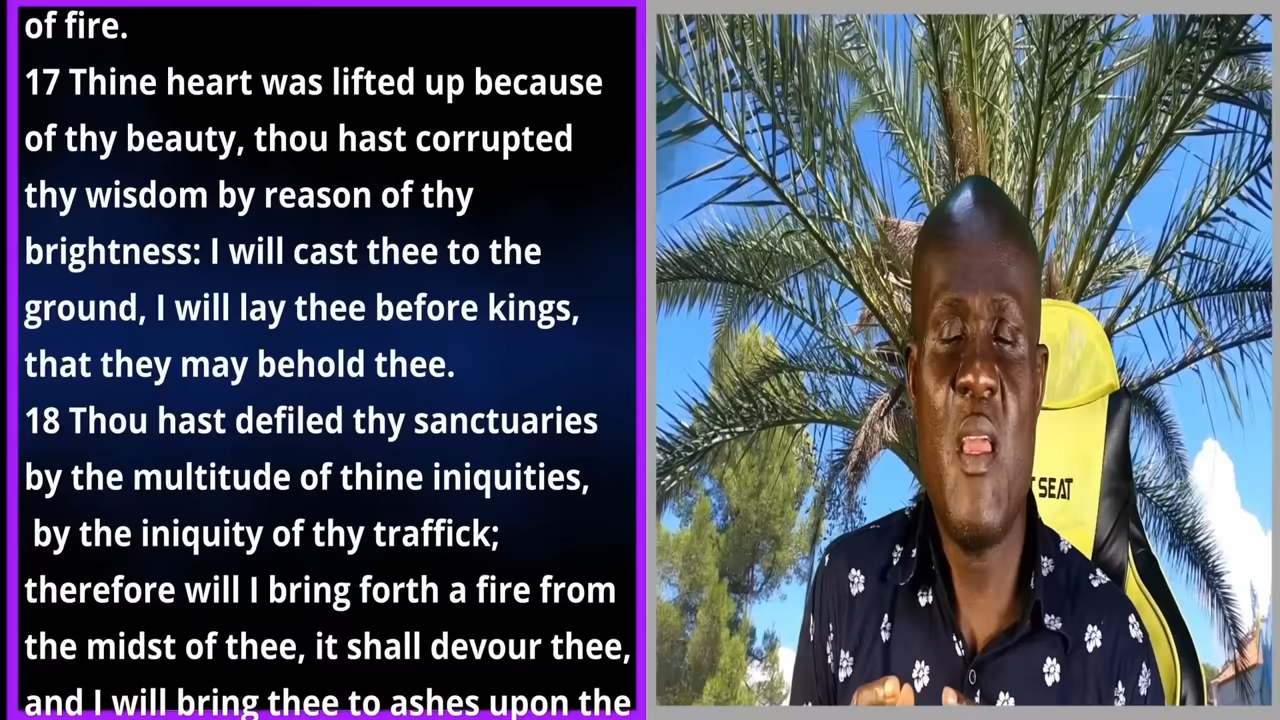 of fire.
17 Thine heart was lifted up because
of thy beauty, thou hast corrupted
thy wisdom by reason of thy
brightness: I will cast thee to the
ground, I will lay thee before kings,
that they may behold thee.
18 Thou hast defiled thy sanctuaries
by the multitude of thine iniquities,
by the iniquity of thy traffick;
therefore will I bring forth a fire from
the midst of thee, it shall devour thee,
and I will bring thee to ashes upon the
SEAT